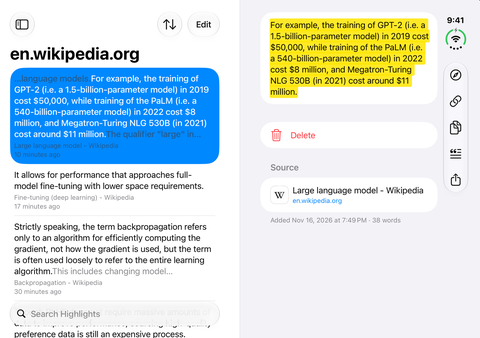 Edit
en.wikipedia.org
...language models. For example, the training of
GPT-2 (i.e. a 1.5-billion-parameter model) in 2019
cost $50,000, while training of the PaLM (i.e. a
540-billion-parameter model) in 2022 cost $8
million, and Megatron-Turing NLG 530B (in 2021)
cost around $11 million. The qualifier "large" in...
Large language model - Wikipedia
10 minutes ago
It allows for performance that approaches full-
model fine-tuning with lower space requirements.
Fine-tuning (deep learning) - Wikipedia
17 minutes ago
Strictly speaking, the term backpropagation refers
only to an algorithm for efficiently computing the
gradient, not how the gradient is used, but the term
is often used loosely to refer to the entire learning
algorithm. This includes changing model...
Backpropagation - Wikipedia
30 minutes ago
Search Highlights
preference data is still an expensive process.
For example, the training of GPT-2 (i.e. a
1.5-billion-parameter model) in 2019 cost
$50,000, while training of the PaLM (i.e.
a 540-billion-parameter model) in 2022
cost $8 million, and Megatron-Turing
NLG 530B (in 2021) cost around $11
million.
Delete
Source
W
Large language model - Wikipedia
en.wikipedia.org
Added Nov 16, 2026 at 7:49 PM · 38 words
9:41